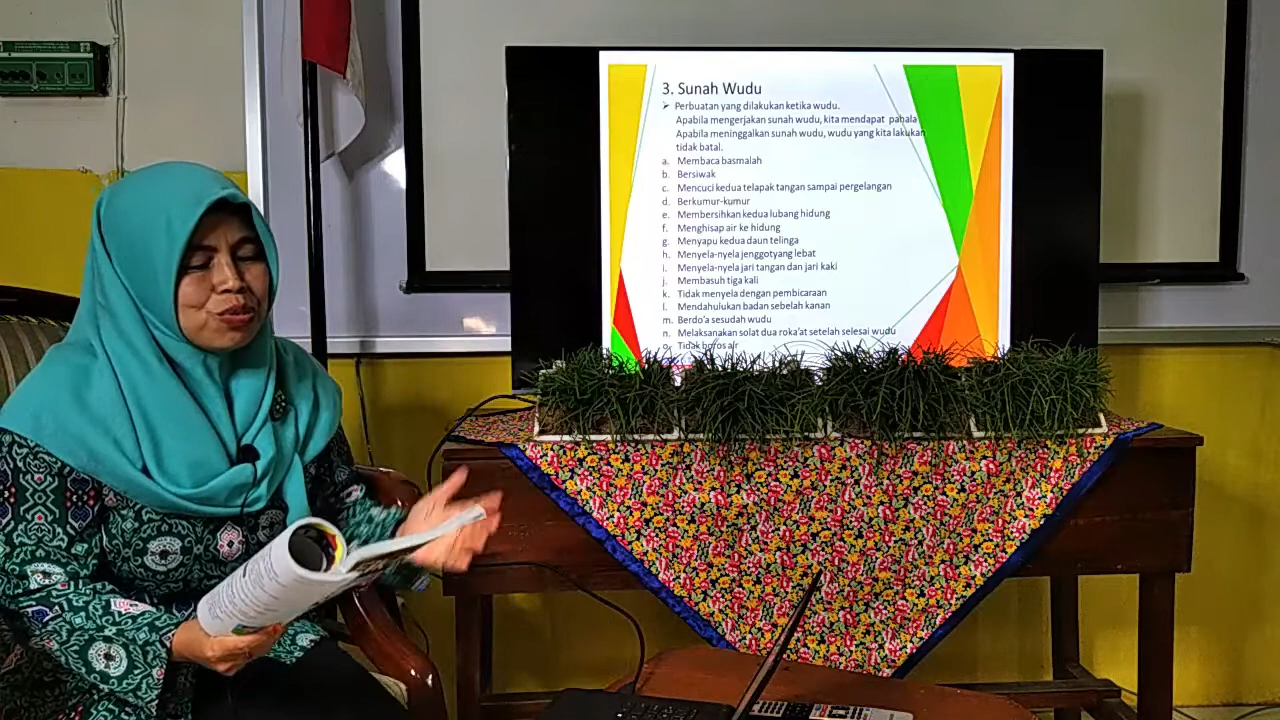 3. Sunah Wudu
➢ Perbuatan yang dilakukan ketika wudu.
Apabila mengerjakan sunah wudu, kita mendapat pahala
Apabila meninggalkan sunah wudu, wudu yang kita lakukan
tidak batal.
a. Membaca basmalah
b. Bersiwak
c. Mencuci kedua telapak tangan sampai pergelangan
d. Berkumur-kumur
e. Membersihkan kedua lubang hidung
f. Menghisap air ke hidung
g. Menyapu kedua daun telinga
h. Menyela-nyela jenggotyang lebat
i. Menyela-nyela jari tangan dan jari kaki
j. Membasuh tiga kali
k. Tidak menyela dengan pembicaraan
l. Mendahulukan badan sebelah kanan
m. Berdo'a sesudah wudu
n. Melaksanakan solat dua roka'at setelah selesai wudu
o. Tidak boros air